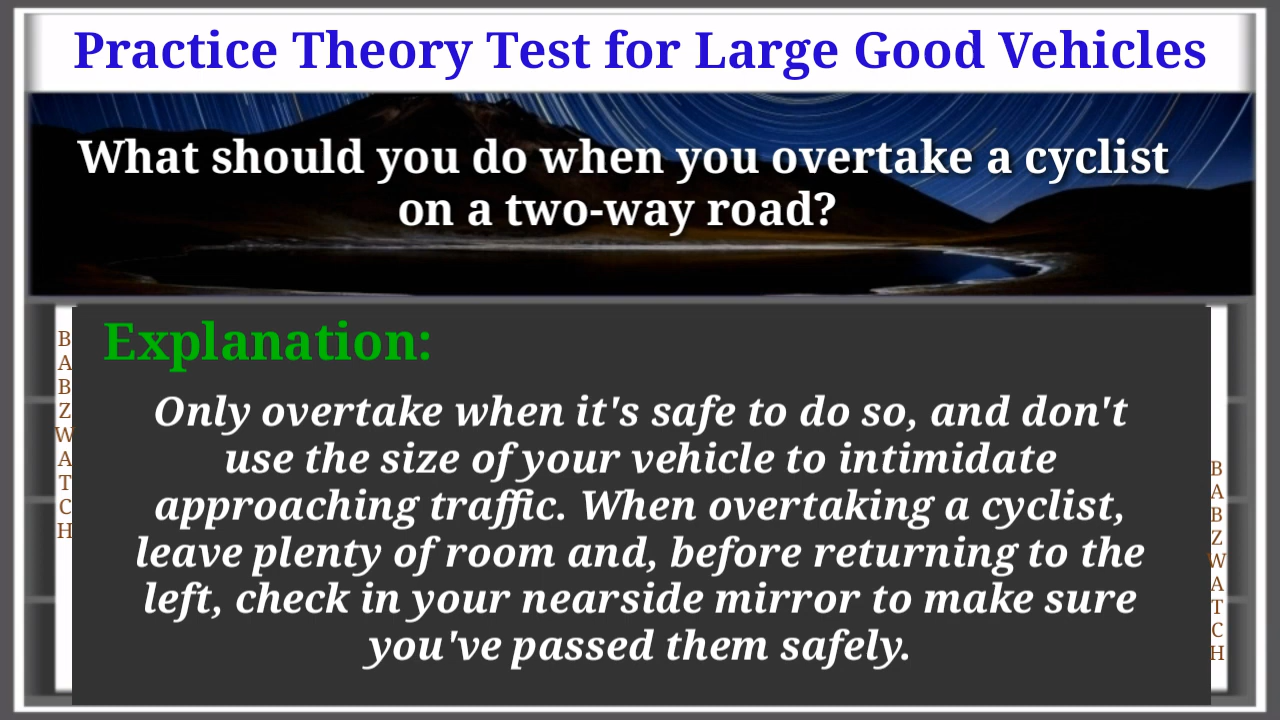 Practice Theory Test for Large Good Vehicles
What should you do when you overtake a cyclist
on a two-way road?
Explanation:
Only overtake when it's safe to do so, and don't
use the size of your vehicle to intimidate
approaching traffic. When overtaking a cyclist,
leave plenty of room and, before returning to the
left, check in your nearside mirror to make sure
you've passed them safely.
BABZWATCH
BABZWATCH